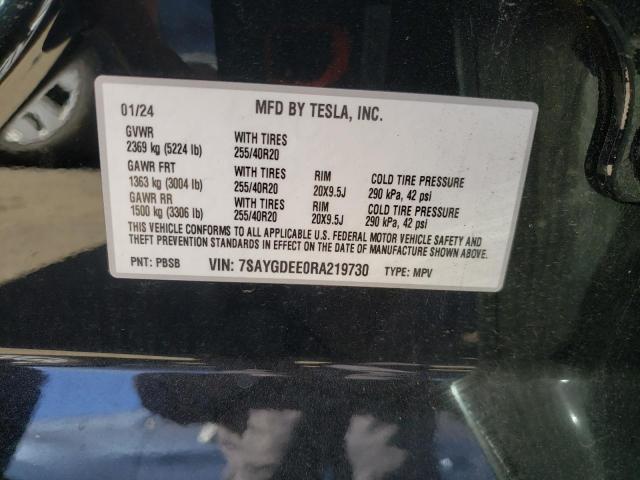 01/24 MFD BY TESLA, INC.
GVWR WITH TIRES
2369 kg (5224 lb) 255/40R20
GAWR FRT WITH TIRES RIM COLD TIRE PRESSURE
1363 kg (3004 lb) 255/40R20 20X9.5J 290 kPa, 42 psi
GAWR RR WITH TIRES RIM COLD TIRE PRESSURE
1500 kg (3306 lb) 255/40R20 20X9.5J 290 kPa, 42 psi
THIS VEHICLE CONFORMS TO ALL APPLICABLE U.S. FEDERAL MOTOR VEHICLE SAFETY AND
THEFT PREVENTION STANDARDS IN EFFECT ON THE DATE OF MANUFACTURE SHOWN ABOVE.
PNT: PBSB VIN: 7SAYGDEE0RA219730 TYPE: MPV